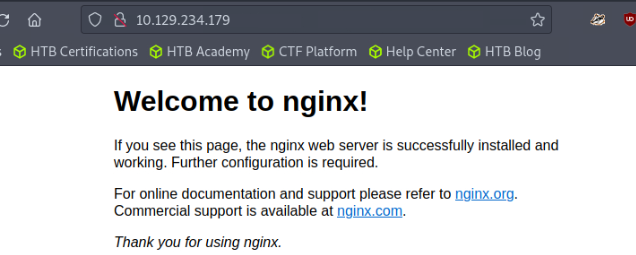 10.129.234.179
HTB Certifications HTB Academy CTF Platform Help Center HTB Blog
Welcome to nginx!
If you see this page, the nginx web server is successfully installed and
working. Further configuration is required.
For online documentation and support please refer to nginx.org.
Commercial support is available at nginx.com.
Thank you for using nginx.